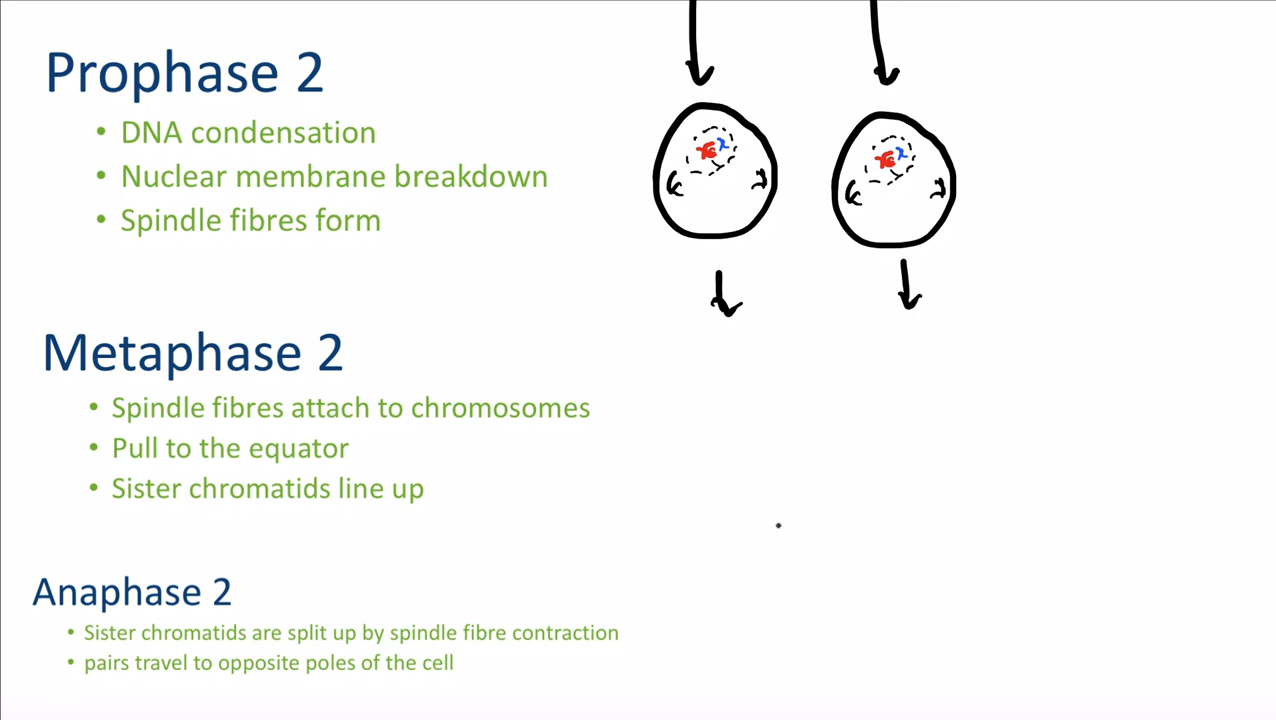 Prophase 2
• DNA condensation
• Nuclear membrane breakdown
• Spindle fibres form
Metaphase 2
• Spindle fibres attach to chromosomes
• Pull to the equator
• Sister chromatids line up
Anaphase 2
• Sister chromatids are split up by spindle fibre contraction
• pairs travel to opposite poles of the cell